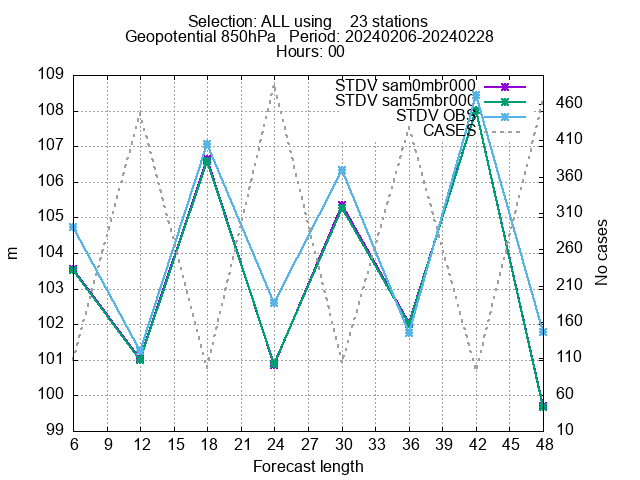 Selection: ALL using    23 stations
Geopotential 850hPa   Period: 20240206-20240228
Hours: 00
STDV sam0mbr000
STDV sam5mbr000
STDV OBS
CASES
109
108
107
106
105
104
103
102
101
100
99
460
410
360
310
260
210
160
110
60
10
m
No cases
6 9 12 15 18 21 24 27 30 33 36 39 42 45 48
Forecast length